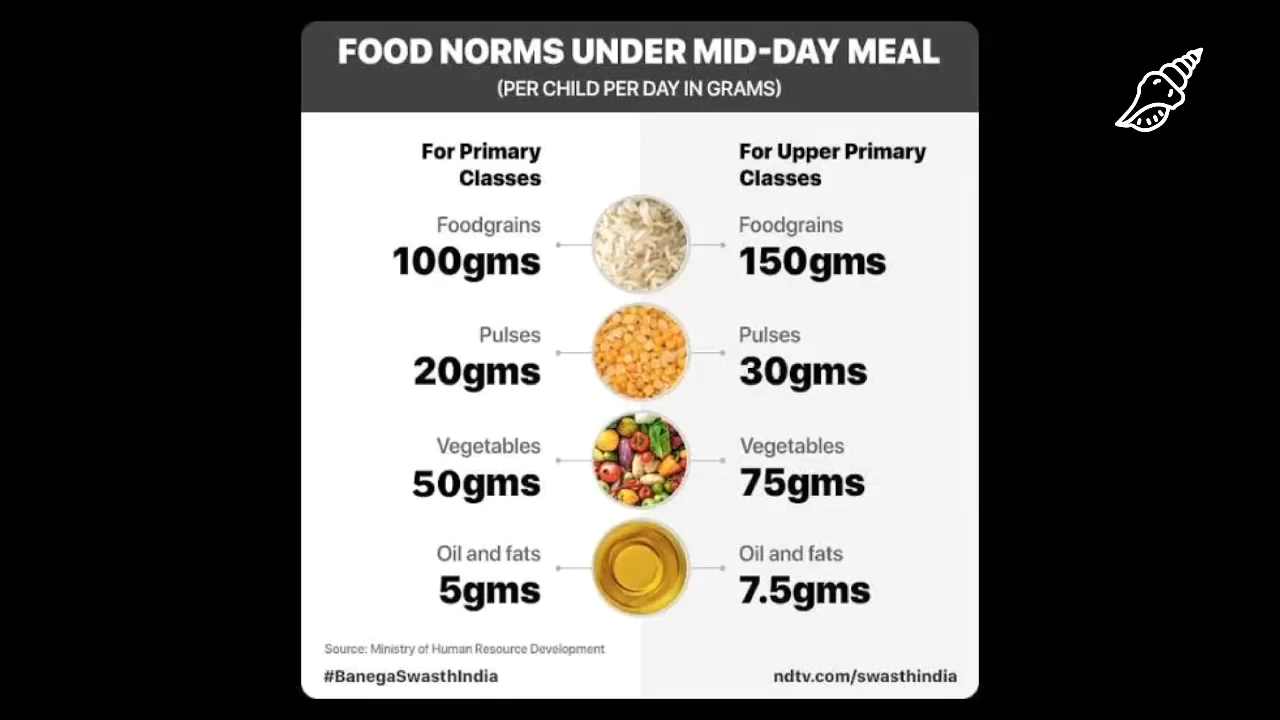 FOOD NORMS UNDER MID-DAY MEAL
(PER CHILD PER DAY IN GRAMS)
For Primary
Classes
Foodgrains
100gms
Pulses
20gms
Vegetables
50gms
Oil and fats
5gms
For Upper Primary
Classes
Foodgrains
150gms
Pulses
30gms
Vegetables
75gms
Oil and fats
7.5gms
Source: Ministry of Human Resource Development
#BanegaSwasthIndia
ndtv.com/swasthindia